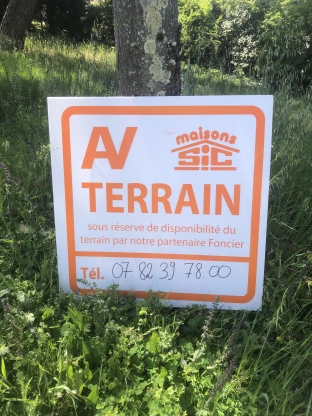 AV
maisons
SIC
TERRAIN
sous réserve de disponibilité du
terrain par notre partenaire Foncier
Tél. 07 82 39 78 00